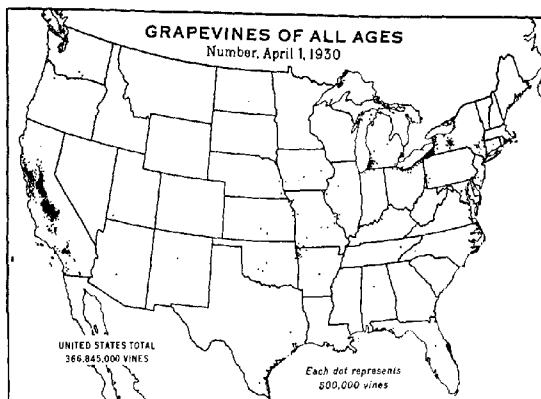 GRAPEVINES OF ALL AGES
Number, April 1, 1930
UNITED STATES TOTAL
366,845,000 VINES
Each dot represents
500,000 vines